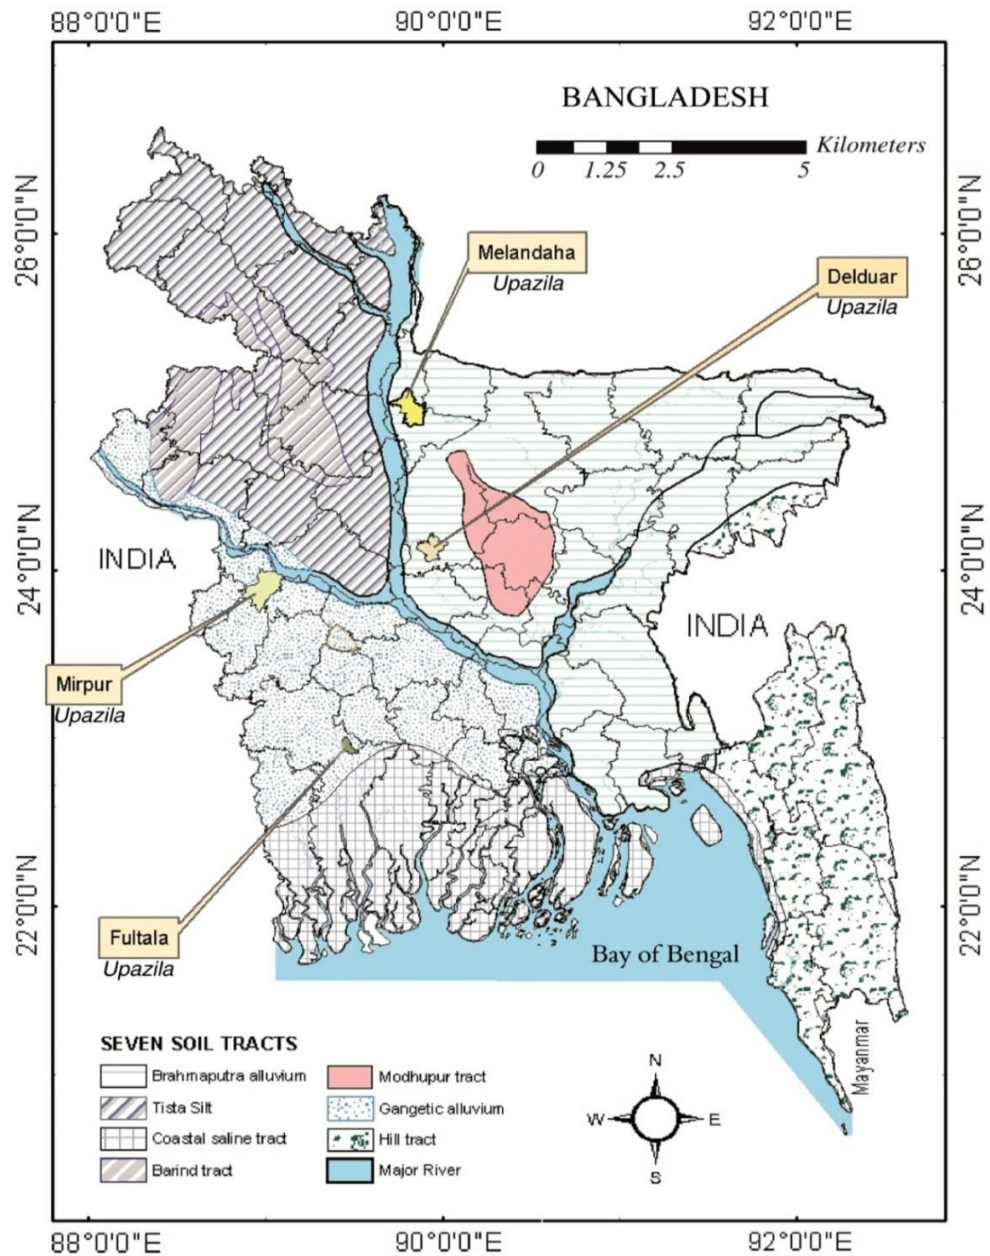 88°0'0"E 90°0'0"E 92°0'0"E
BANGLADESH
Kilometers
0 1.25 2.5 5
26°0'0"N
26°0'0"N
Melandaha
Upazila
Delduar
Upazila
24°0'0"N
24°0'0"N
INDIA
INDIA
Mirpur
Upazila
22°0'0"N
22°0'0"N
Fultala
Upazila
Bay of Bengal
Mayanmar
SEVEN SOIL TRACTS
Brahmaputra alluvium
Tista Silt
Coastal saline tract
Barind tract
Modhupur tract
Gangetic alluvium
Hill tract
Major River
N
W E
S
88°0'0"E 90°0'0"E 92°0'0"E